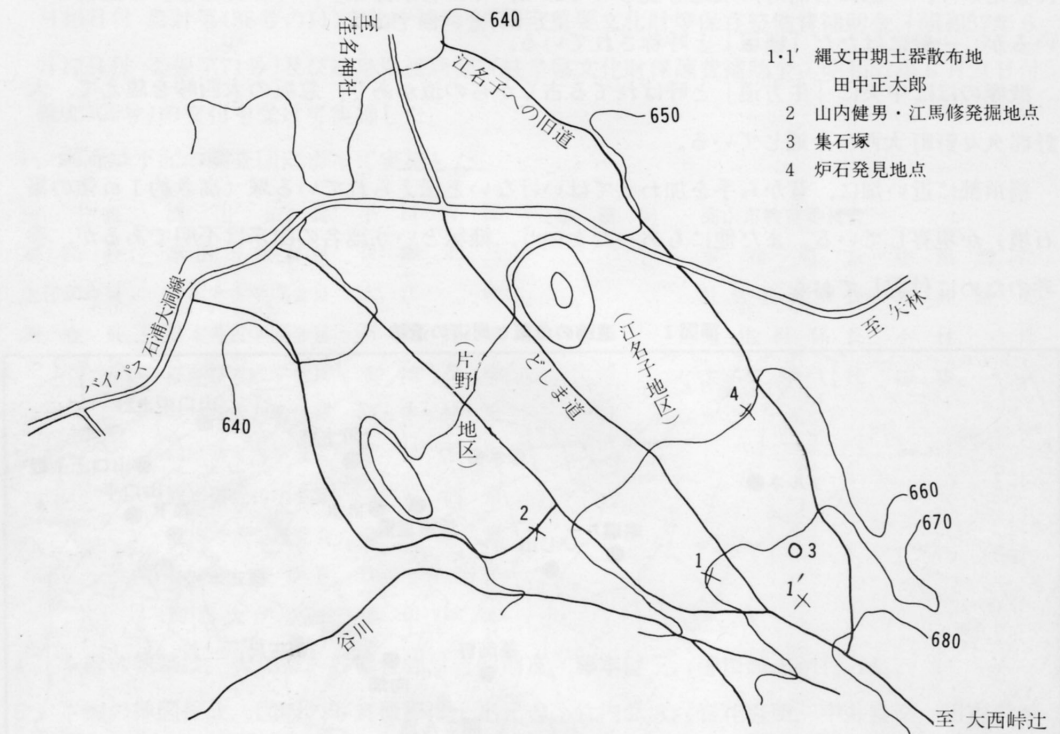 1・1′ 縄文中期土器散布地
田中正太郎
2 山内健男・江馬修発掘地点
3 集石塚
4 炉石発見地点
至荏名神社
640
江名子への旧道
650
バイパス 石浦大洞線
至 久林
(江名子地区)
としま道
(片野地区)
4
640
2
660
670
3
1
1′
680
谷川
至 大西峠辻